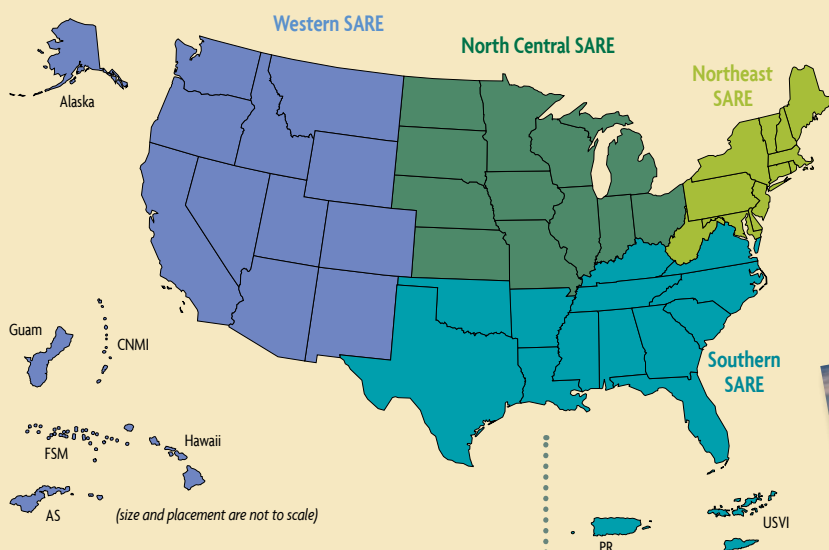 Western SARE
North Central SARE
Northeast
SARE
Alaska
Guam
CNMI
Southern
SARE
Hawaii
FSM
AS
(size and placement are not to scale)
USVI
PR